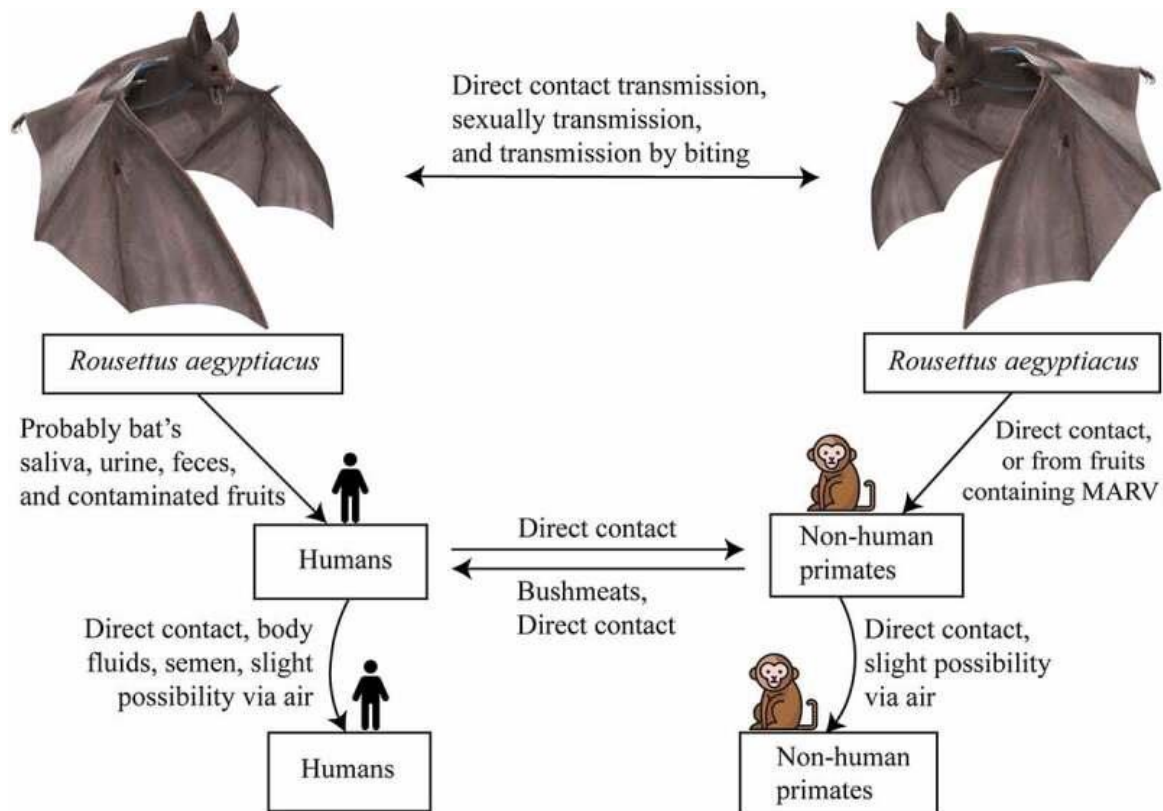 Direct contact transmission,
sexually transmission,
and transmission by biting
Rousettus aegyptiacus
Rousettus aegyptiacus
Probably bat's
saliva, urine, feces,
and contaminated fruits
Direct contact,
or from fruits
containing MARV
Humans
Direct contact
Bushmeats,
Direct contact
Non-human
primates
Direct contact, body
fluids, semen, slight
possibility via air
Direct contact,
slight possibility
via air
Humans
Non-human
primates